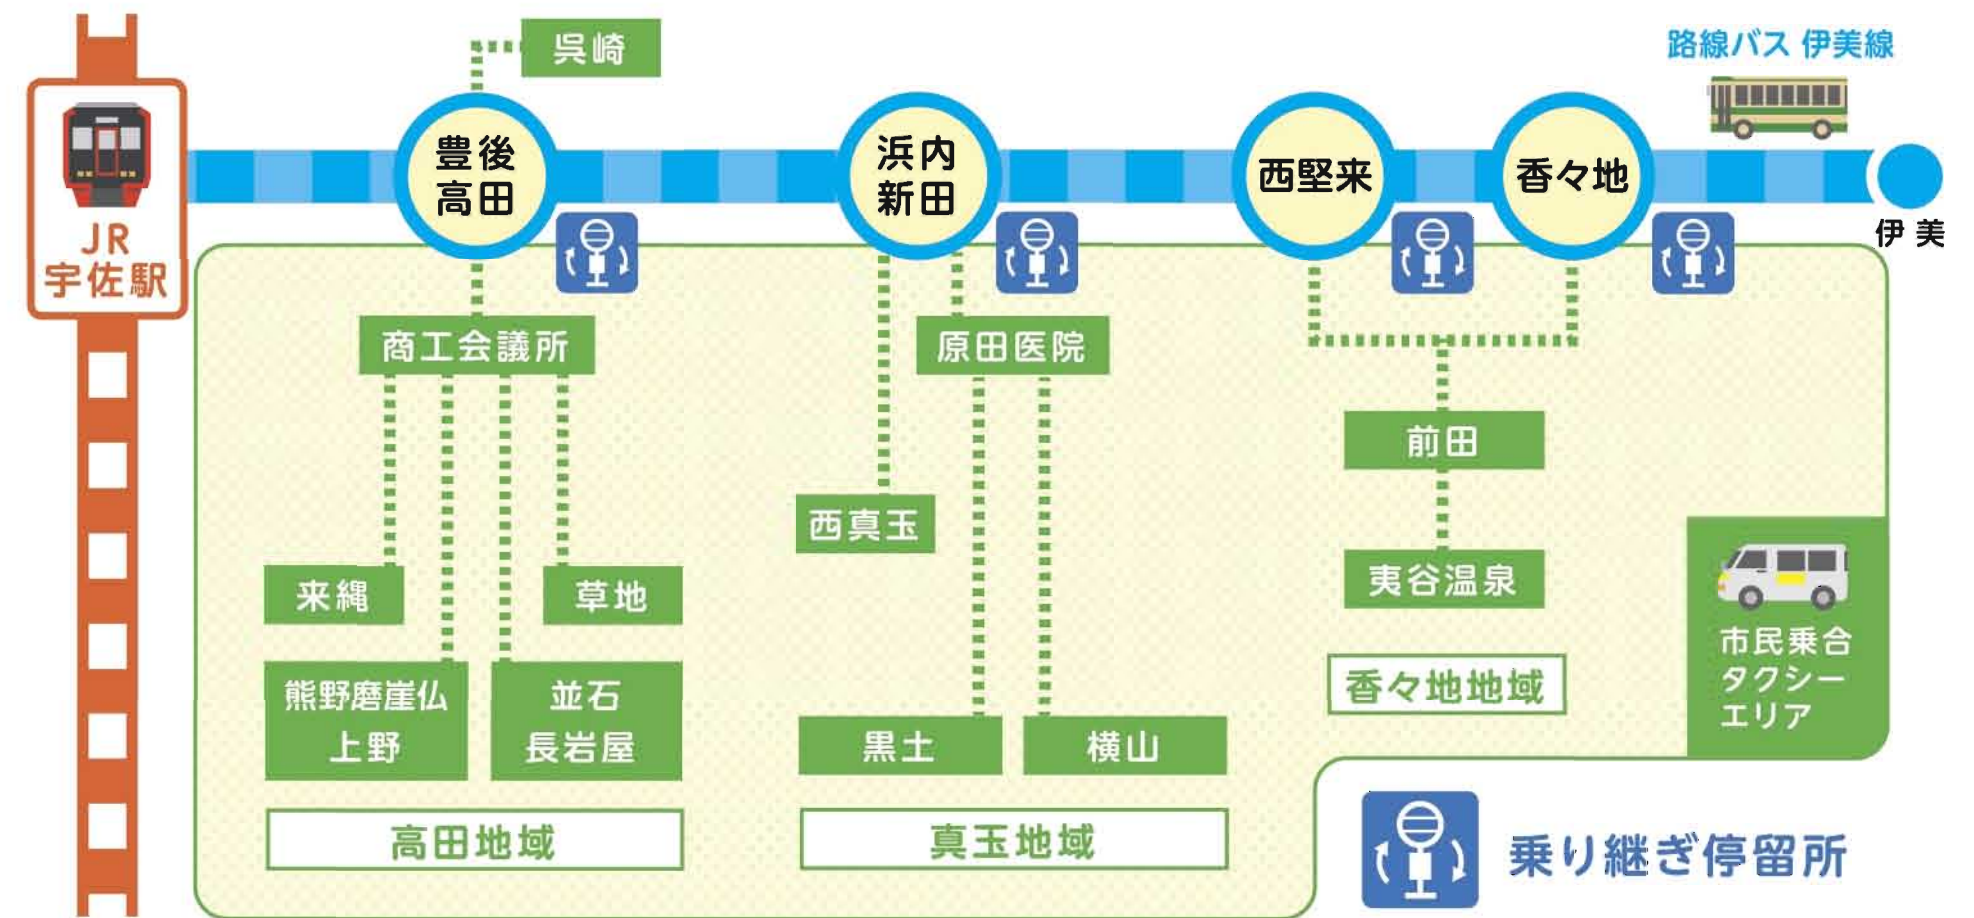 呉崎
路線バス 伊美線
JR
宇佐駅
豊後
高田
浜内
新田
西堅来
香々地
伊美
商工会議所
原田医院
前田
西真玉
夷谷温泉
来縄
草地
熊野磨崖仏
上野
並石
長岩屋
黒土
横山
香々地地域
市民乗合
タクシー
エリア
高田地域
真玉地域
乗り継ぎ停留所